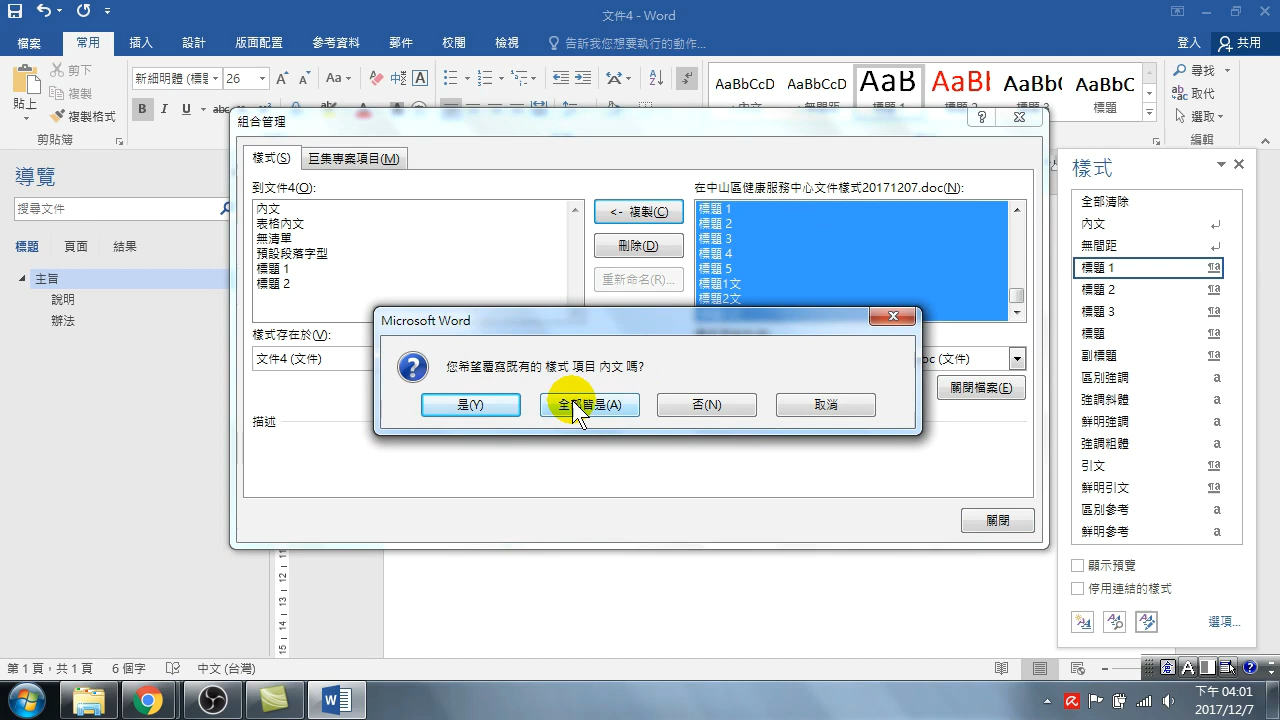 文件4 - Word
檔案 常用 插入 設計 版面配置 參考資料 郵件 校閱 檢視 告訴我您想要執行的動作... 登入 共用
貼上 剪下 複製 複製格式
剪貼簿
新細明體 (標題 26
B I U abc
AaBbCcD AaBbCcD AaB AaBl AaBb( AaBbC
標題
尋找
取代
選取
編輯
導覽
搜尋文件
標題 頁面 結果
主旨
說明
辦法
組合管理
樣式(S) 巨集專案項目(M)
到文件4(O):
內文
表格內文
無清單
預設段落字型
標題 1
標題 2
<- 複製(C)
刪除(D)
重新命名(R)...
在中山區健康服務中心文件樣式20171207.doc(N):
標題 1
標題 2
標題 3
標題 4
標題 5
標題1文
標題2文
樣式存在於(V):
文件4 (文件)
(文件)
關閉檔案(E)
描述
關閉
Microsoft Word
您希望覆寫既有的 樣式 項目 內文 嗎?
是(Y) 全部皆是(A) 否(N) 取消
樣式
全部清除
內文
無間距
標題 1
標題 2
標題 3
標題
副標題
區別強調
強調斜體
鮮明強調
強調粗體
引文
鮮明引文
區別參考
鮮明參考
顯示預覽
停用連結的樣式
選項...
第 1 頁，共 1 頁 6 個字 中文 (台灣)
下午 04:01
2017/12/7